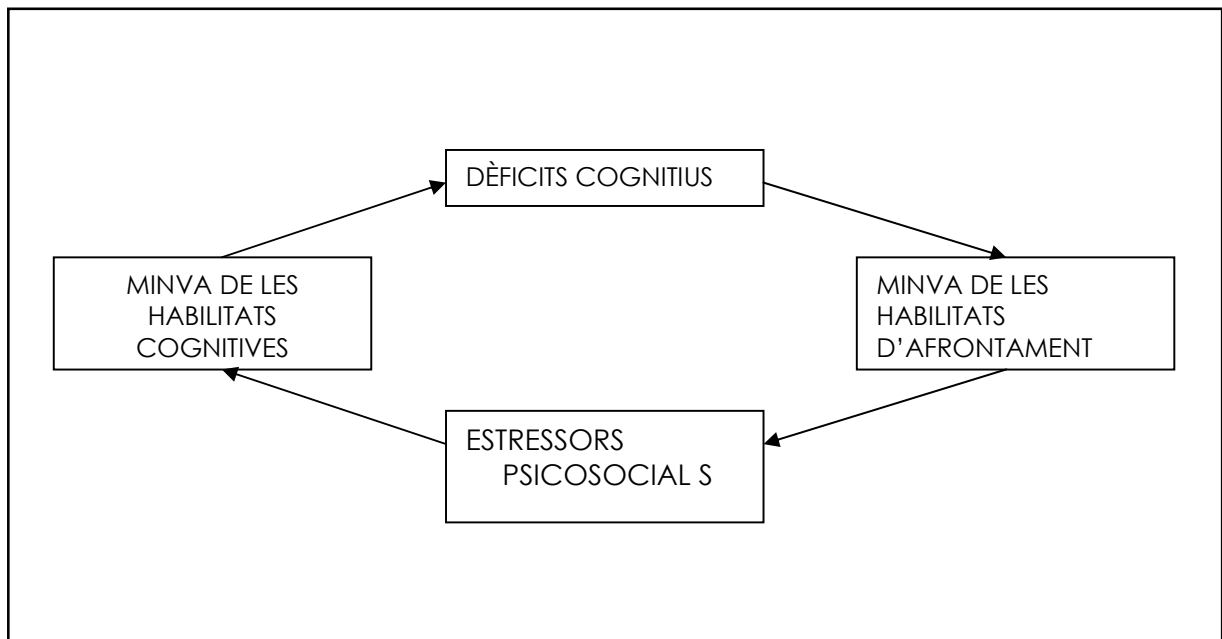 DÈFICITS COGNITIUS
MINVA DE LES
HABILITATS
COGNITIVES
MINVA DE LES
HABILITATS
D'AFRONTAMENT
ESTRESSORS
PSICOSOCIAL S